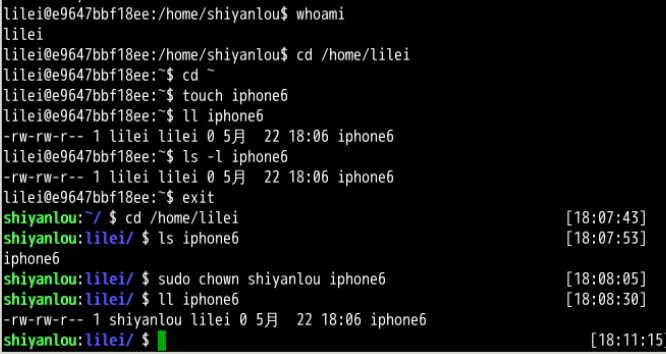 lilei@e9647bbf18ee:/home/shiyanlou$ whoami
lilei
lilei@e9647bbf18ee:/home/shiyanlou$ cd /home/lilei
lilei@e9647bbf18ee:~$ cd ~
lilei@e9647bbf18ee:~$ touch iphone6
lilei@e9647bbf18ee:~$ ll iphone6
-rw-rw-r-- 1 lilei lilei 0 5月  22 18:06 iphone6
lilei@e9647bbf18ee:~$ ls -l iphone6
-rw-rw-r-- 1 lilei lilei 0 5月  22 18:06 iphone6
lilei@e9647bbf18ee:~$ exit
shiyanlou:~/ $ cd /home/lilei [18:07:43]
shiyanlou:lilei/ $ ls iphone6 [18:07:53]
iphone6
shiyanlou:lilei/ $ sudo chown shiyanlou iphone6 [18:08:05]
shiyanlou:lilei/ $ ll iphone6 [18:08:30]
-rw-rw-r-- 1 shiyanlou lilei 0 5月  22 18:06 iphone6
shiyanlou:lilei/ $ [18:11:15